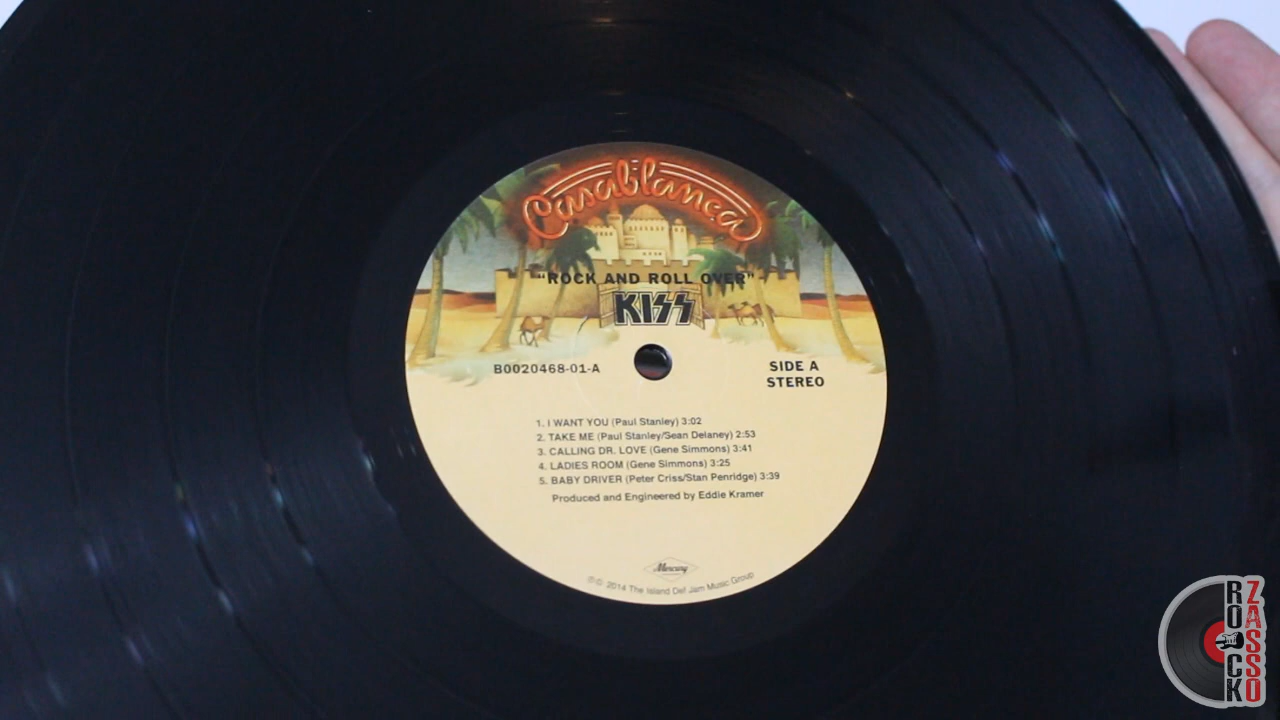 Casablanca
"ROCK AND ROLL OVER"
KISS
B0020468-01-A
SIDE A
STEREO
1. I WANT YOU (Paul Stanley) 3:02
2. TAKE ME (Paul Stanley/Sean Delaney) 2:53
3. CALLING DR. LOVE (Gene Simmons) 3:41
4. LADIES ROOM (Gene Simmons) 3:25
5. BABY DRIVER (Peter Criss/Stan Penridge) 3:39
Produced and Engineered by Eddie Kramer
Mercury
℗© 2014 The Island Def Jam Music Group
ROCK
ZASSO